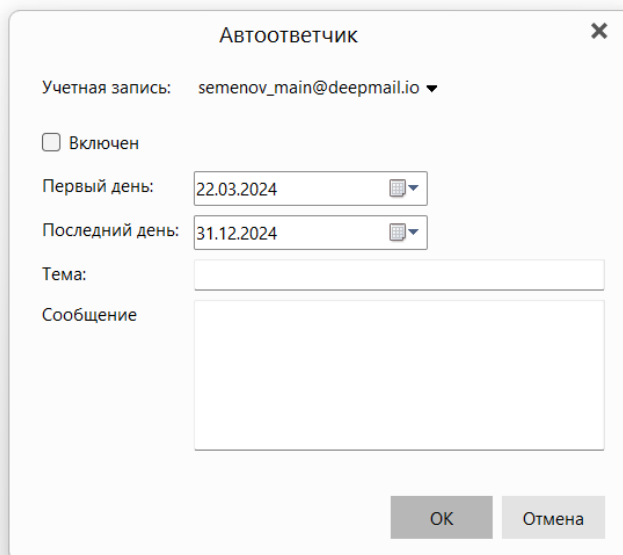 Автоответчик
Учетная запись: semenov_main@deepmail.io
Включен
Первый день: 22.03.2024
Последний день: 31.12.2024
Тема:
Сообщение
ОК Отмена